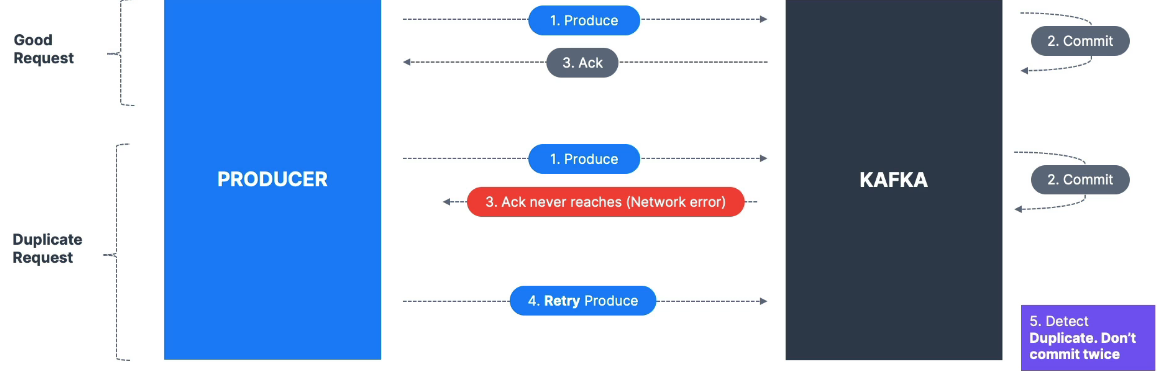 Good
Request
1. Produce
3. Ack
2. Commit
PRODUCER
KAFKA
Duplicate
Request
1. Produce
2. Commit
3. Ack never reaches (Network error)
4. Retry Produce
5. Detect
Duplicate. Don't
commit twice